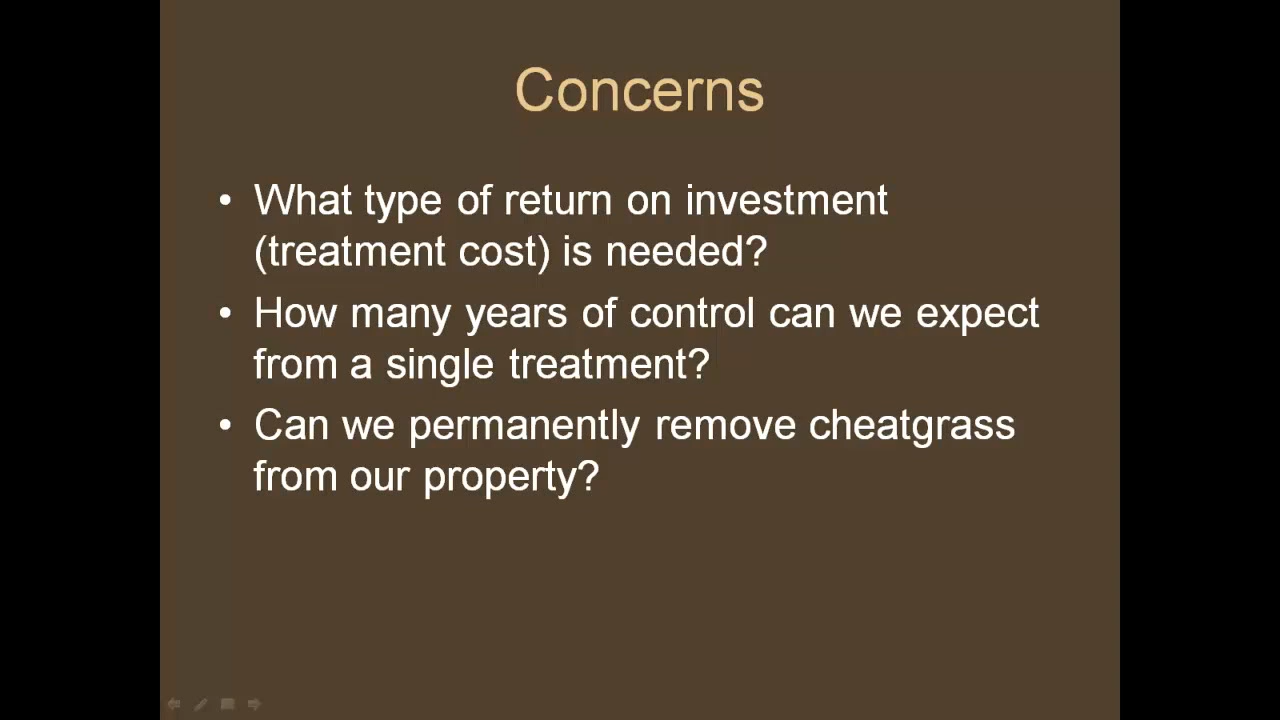 Concerns
• What type of return on investment
(treatment cost) is needed?
• How many years of control can we expect
from a single treatment?
• Can we permanently remove cheatgrass
from our property?